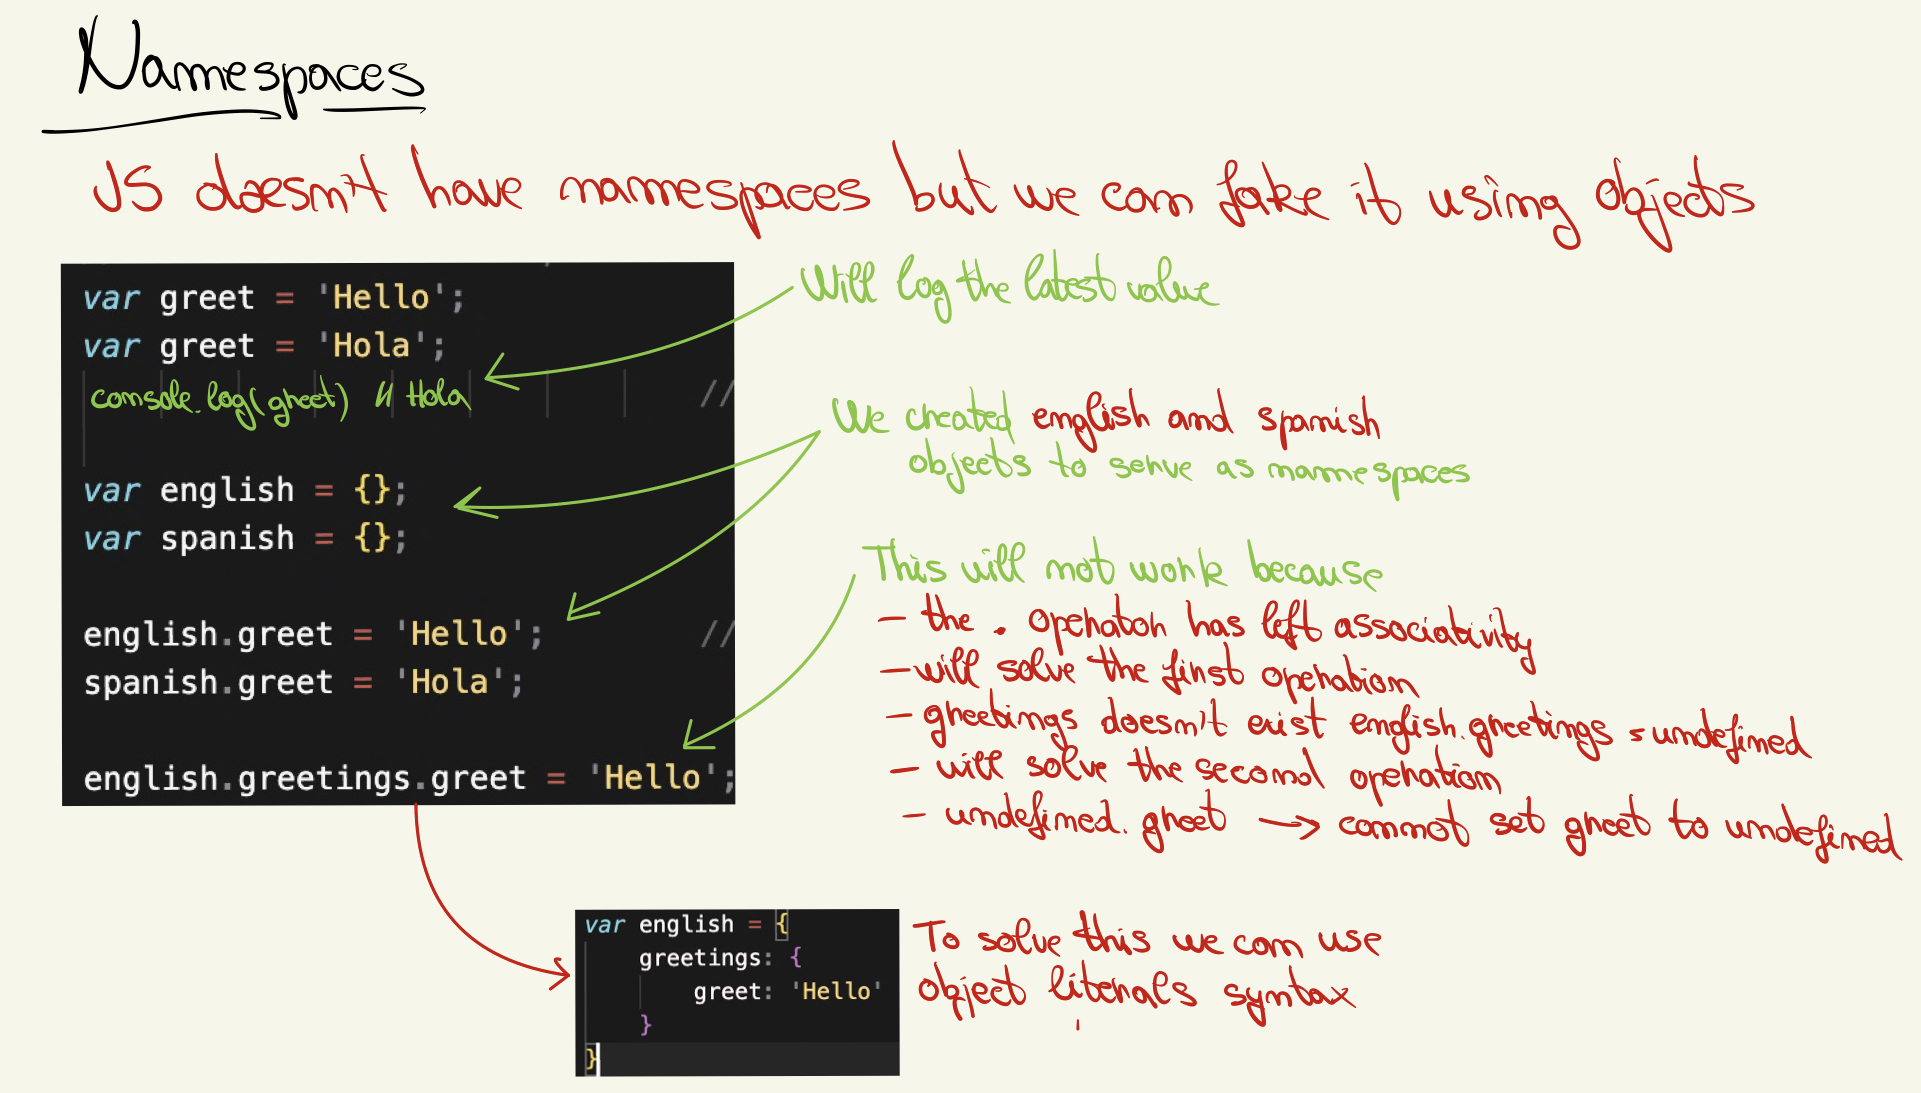 Namespaces
JS doesn't have namespaces but we can fake it using objects
var greet = 'Hello';
var greet = 'Hola';
console.log(greet) // Hola
//
var english = {};
var spanish = {};
english.greet = 'Hello'; //
spanish.greet = 'Hola';
english.greetings.greet = 'Hello';
Will log the latest value
We created english and spanish
objects to serve as namespaces
This will not work because
- the . operator has left associativity
- will solve the first operation
- greetings doesn't exist english.greetings = undefined
- will solve the second operation
- undefined.greet → cannot set greet to undefined
var english = {
greetings: {
greet: 'Hello'
}
}
To solve this we can use
object literals syntax